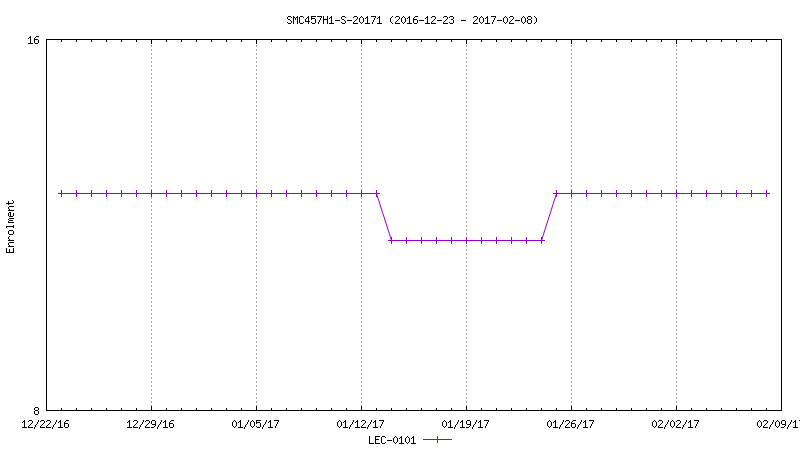 SMC457H1-S-20171 (2016-12-23 - 2017-02-08)
16
Enrolment
8
12/22/16 12/29/16 01/05/17 01/12/17 01/19/17 01/26/17 02/02/17 02/09/1
LEC-0101